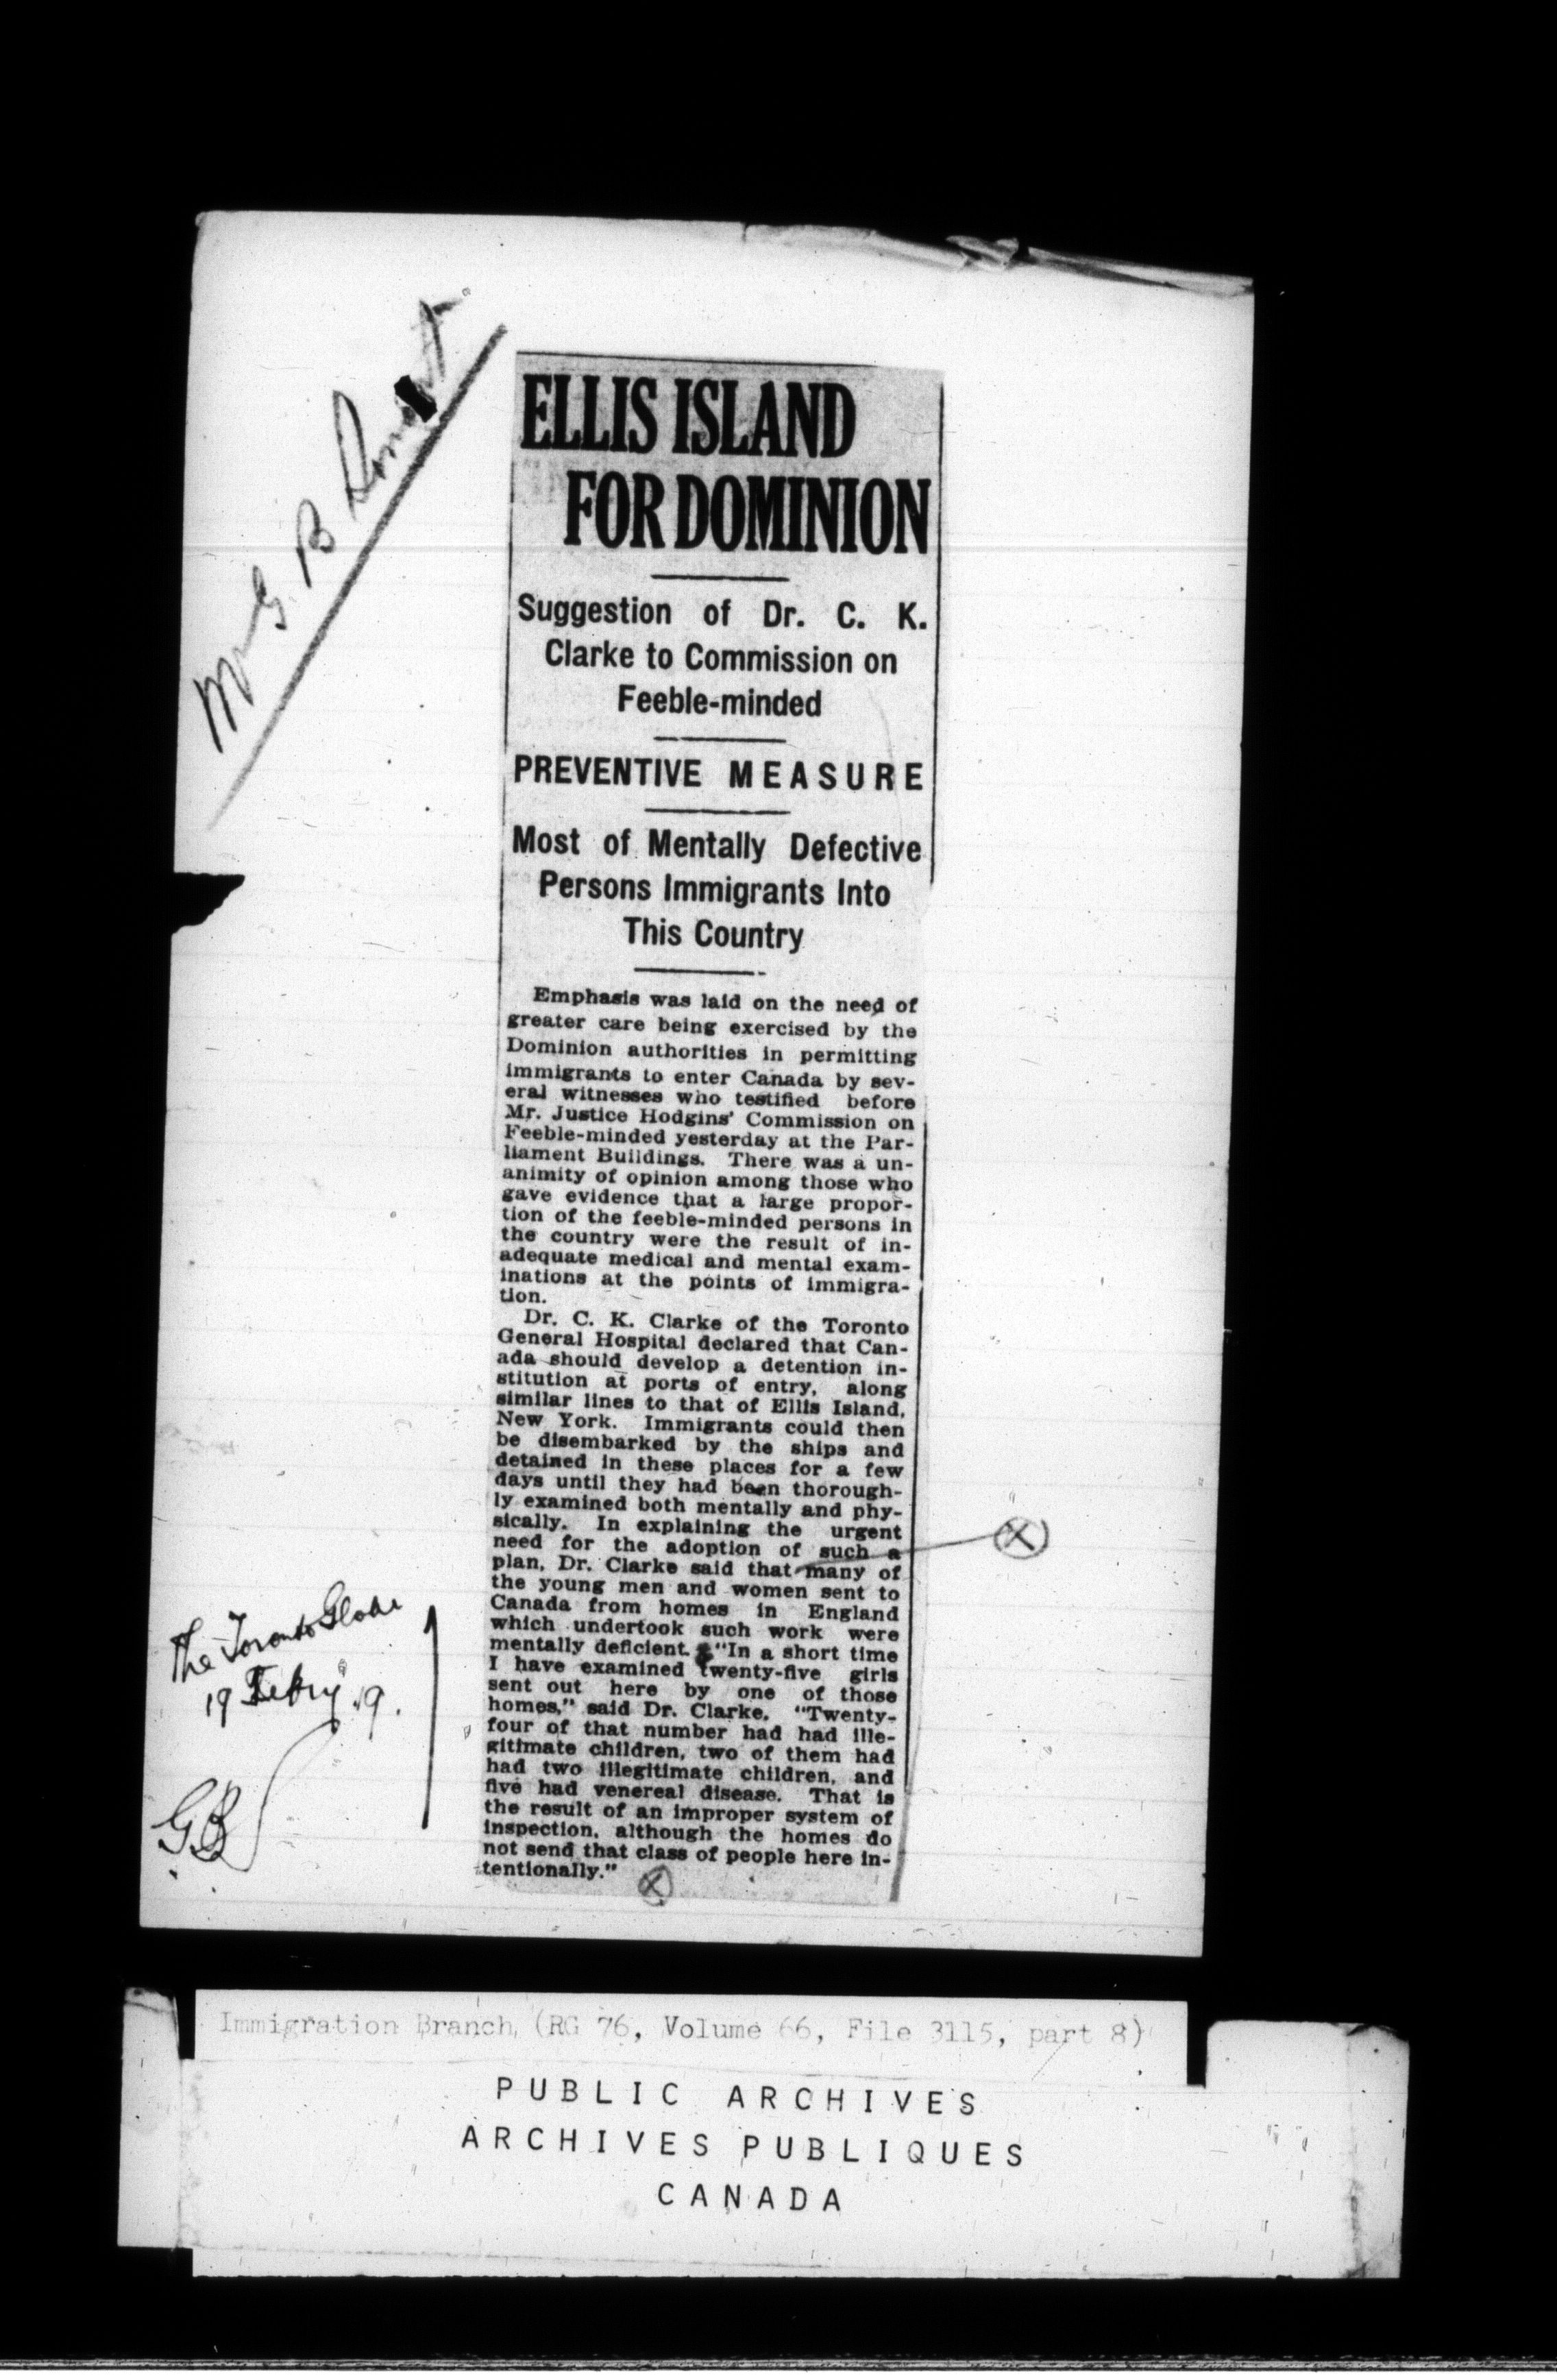 Mr G. B
ELLIS ISLAND
FOR DOMINION
Suggestion of Dr. C. K.
Clarke to Commission on
Feeble-minded
PREVENTIVE MEASURE
Most of Mentally Defective
Persons Immigrants Into
This Country
Emphasis was laid on the need of
greater care being exercised by the
Dominion authorities in permitting
immigrants to enter Canada by sev-
eral witnesses who testified before
Mr. Justice Hodgins' Commission on
Feeble-minded yesterday at the Par-
liament Buildings. There was a un-
animity of opinion among those who
gave evidence that a large propor-
tion of the feeble-minded persons in
the country were the result of in-
adequate medical and mental exam-
inations at the points of immigra-
tion.
Dr. C. K. Clarke of the Toronto
General Hospital declared that Can-
ada should develop a detention in-
stitution at ports of entry, along
similar lines to that of Ellis Island,
New York. Immigrants could then
be disembarked by the ships and
detained in these places for a few
days until they had been thorough-
ly examined both mentally and phy-
sically. In explaining the urgent
need for the adoption of such a
plan, Dr. Clarke said that many of
the young men and women sent to
Canada from homes in England
which undertook such work were
mentally deficient. "In a short time
I have examined twenty-five girls
sent out here by one of those
homes," said Dr. Clarke. "Twenty-
four of that number had had ille-
gitimate children, two of them had
had two illegitimate children, and
five had venereal disease. That is
the result of an improper system of
inspection, although the homes do
not send that class of people here in-
tentionally."
X
X
The Toronto Globe
19 Febry 19.
GB
Immigration Branch, (RG 76, Volume 66, File 3115, part 8)
PUBLIC ARCHIVES
ARCHIVES PUBLIQUES
CANADA